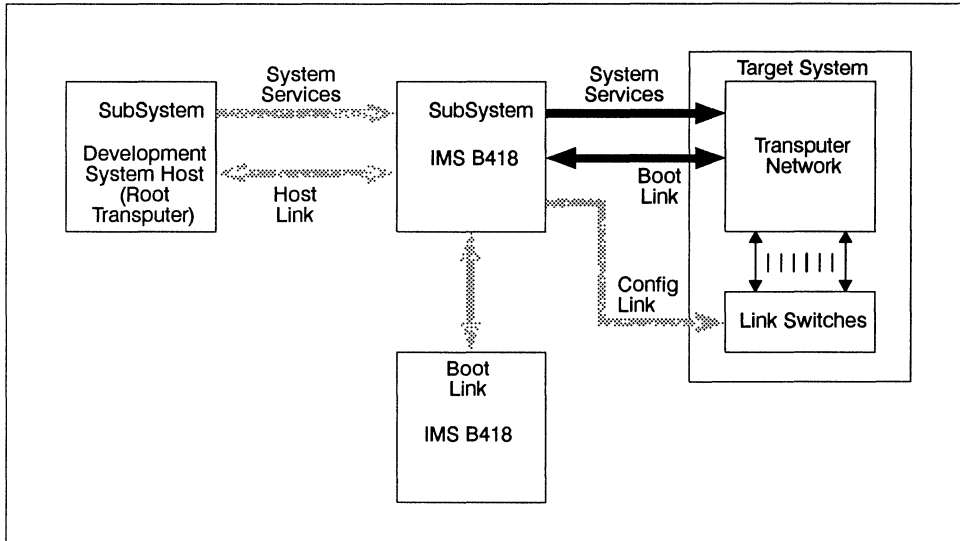 SubSystem
Development
System Host
(Root
Transputer)
System
Services
Host
Link
SubSystem
IMS B418
System
Services
Boot
Link
Config
Link
Target System
Transputer
Network
Link Switches
Boot
Link
IMS B418